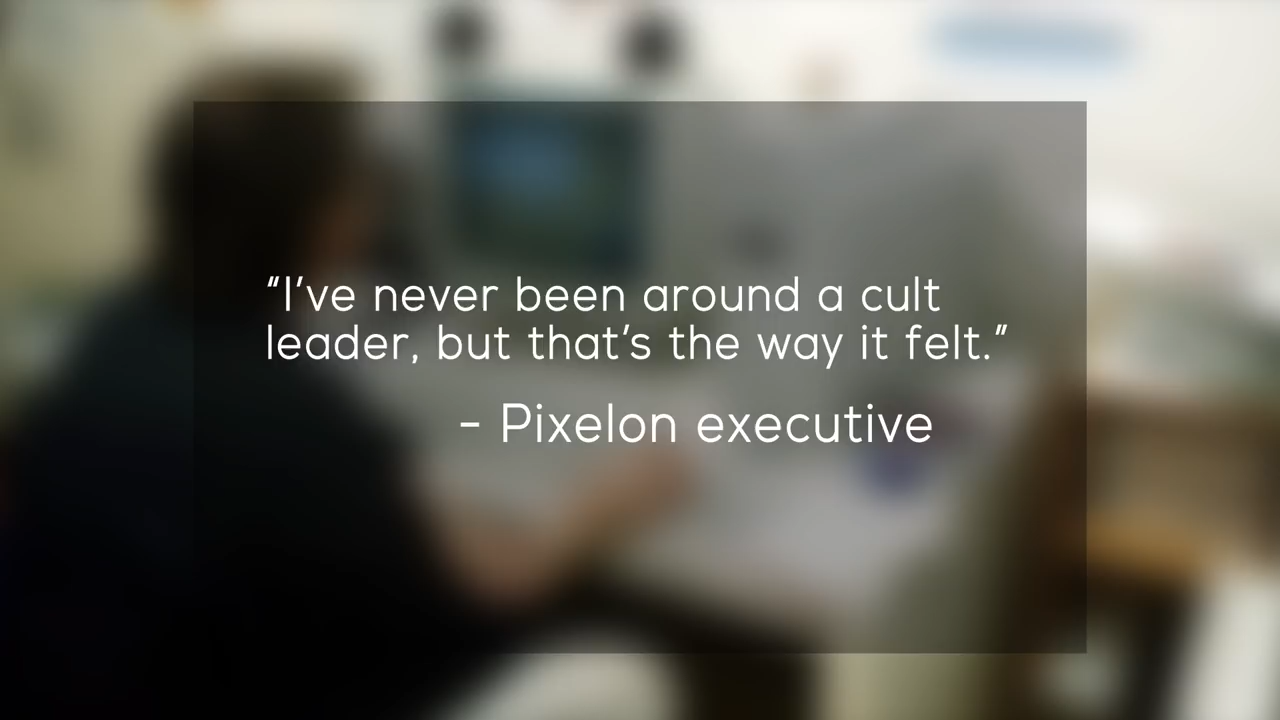 “I’ve never been around a cult
leader, but that’s the way it felt.”
- Pixelon executive